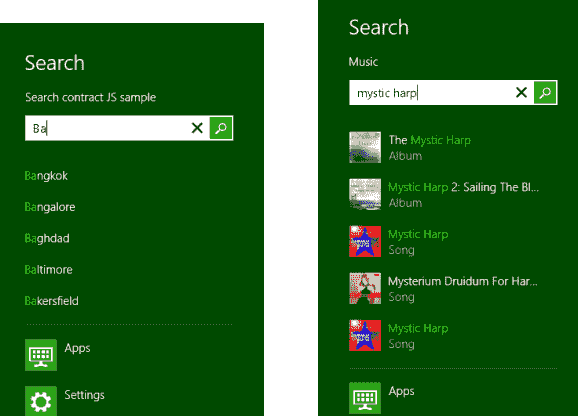 Search
Search contract JS sample
Ba
Bangkok
Bangalore
Baghdad
Baltimore
Bakersfield
Apps
Settings
Search
Music
mystic harp
The Mystic Harp
Album
Mystic Harp 2: Sailing The Bl...
Album
Mystic Harp
Song
Mysterium Druidum For Har...
Song
Mystic Harp
Song
Apps